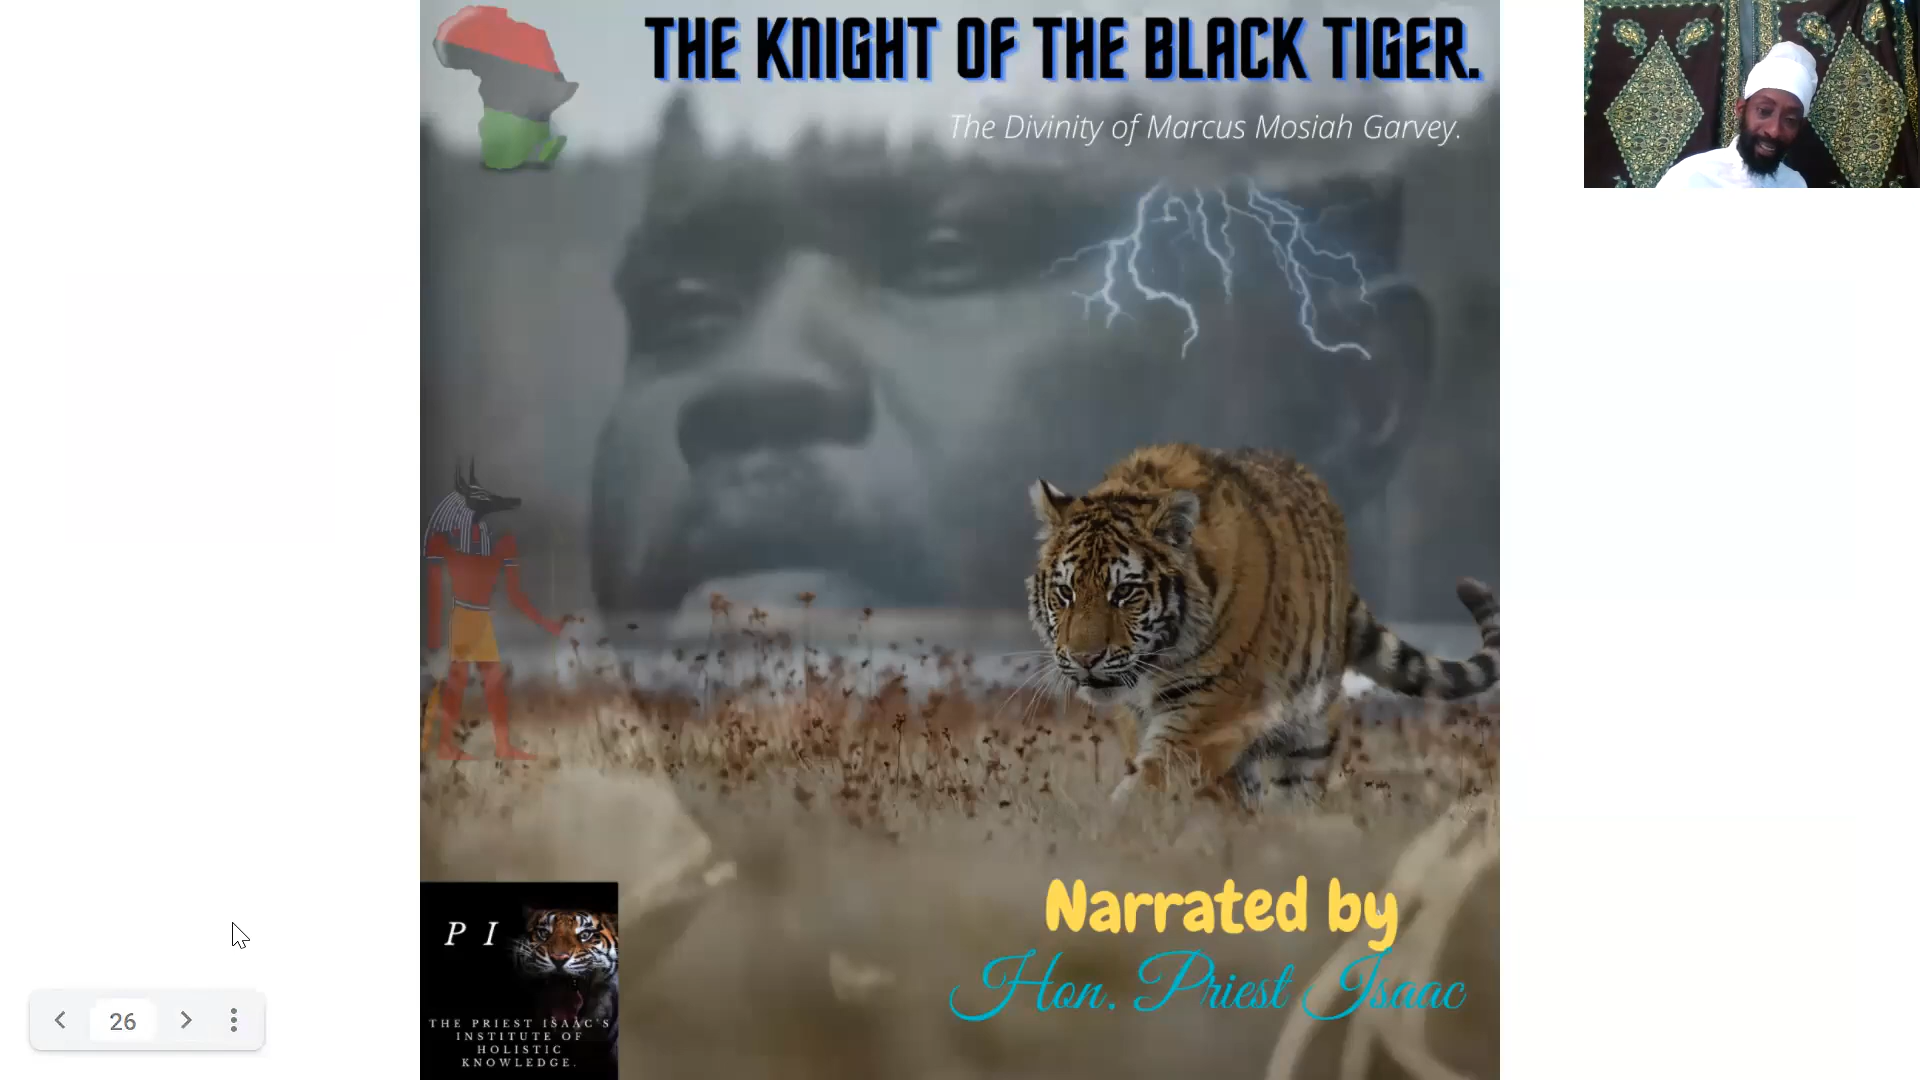 THE KNIGHT OF THE BLACK TIGER.
The Divinity of Marcus Mosiah Garvey.
Narrated by
Hon. Priest Isaac
P I
THE PRIEST ISAAC'S
INSTITUTE OF
HOLISTIC
KNOWLEDGE.
26